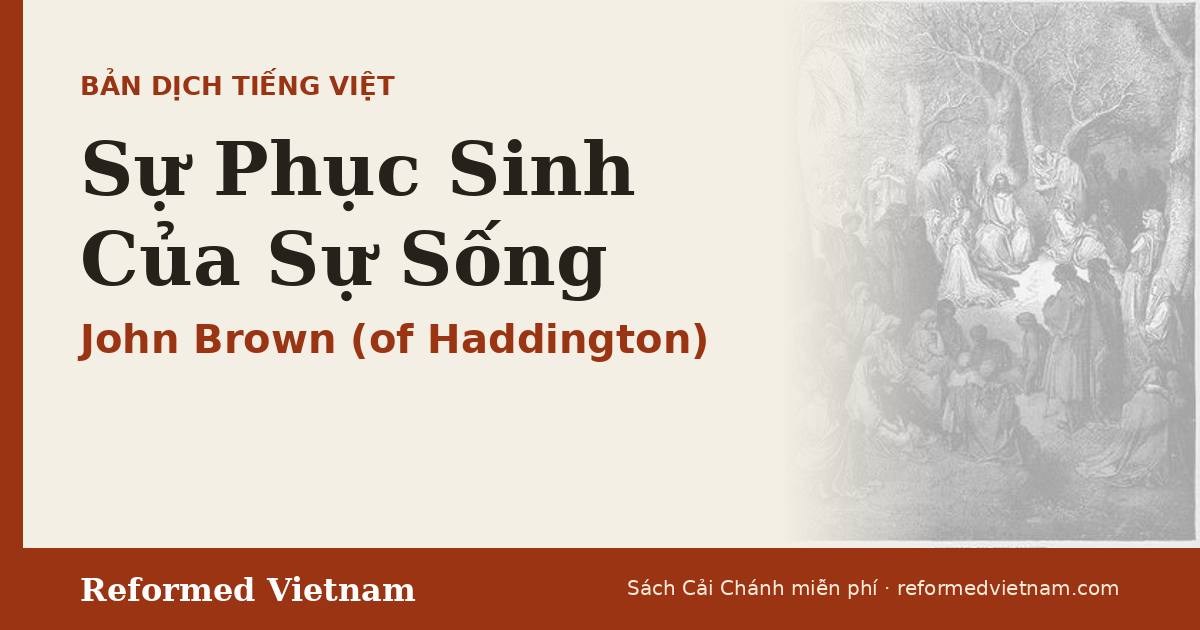 BẢN DỊCH TIẾNG VIỆT
Sự Phục Sinh
Của Sự Sống
John Brown (of Haddington)
Reformed Vietnam
Sách Cải Chánh miễn phí · reformedvietnam.com